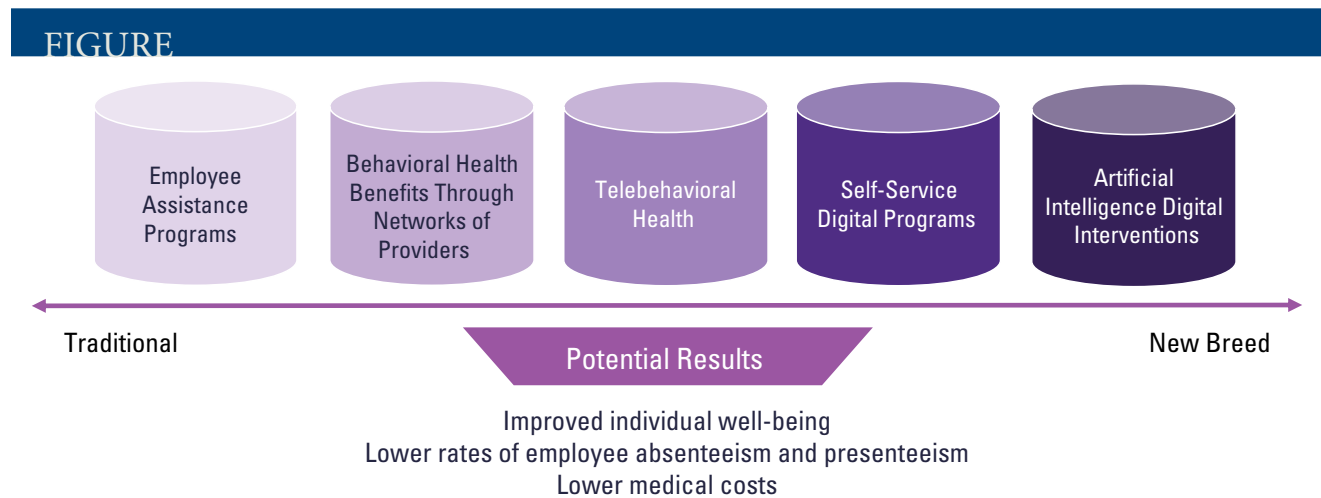 FIGURE
Employee
Assistance
Programs
Behavioral Health
Benefits Through
Networks of
Providers
Telebehavioral
Health
Self-Service
Digital Programs
Artificial
Intelligence Digital
Interventions
Traditional
New Breed
Potential Results
Improved individual well-being
Lower rates of employee absenteeism and presenteeism
Lower medical costs